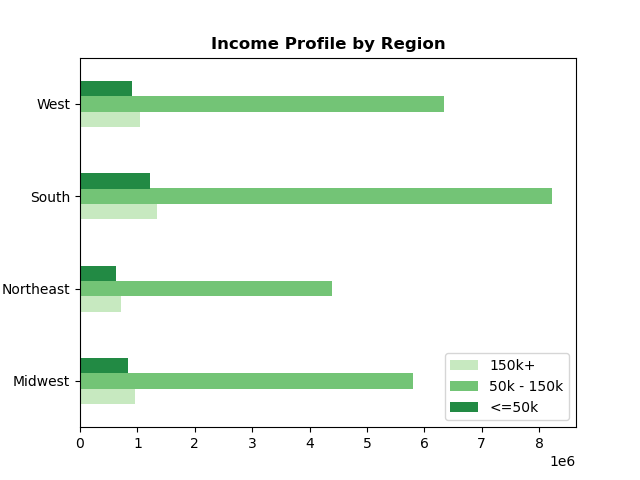 Income Profile by Region
West
South
Northeast
Midwest
150k+
50k - 150k
<=50k
0 1 2 3 4 5 6 7 8
1e6